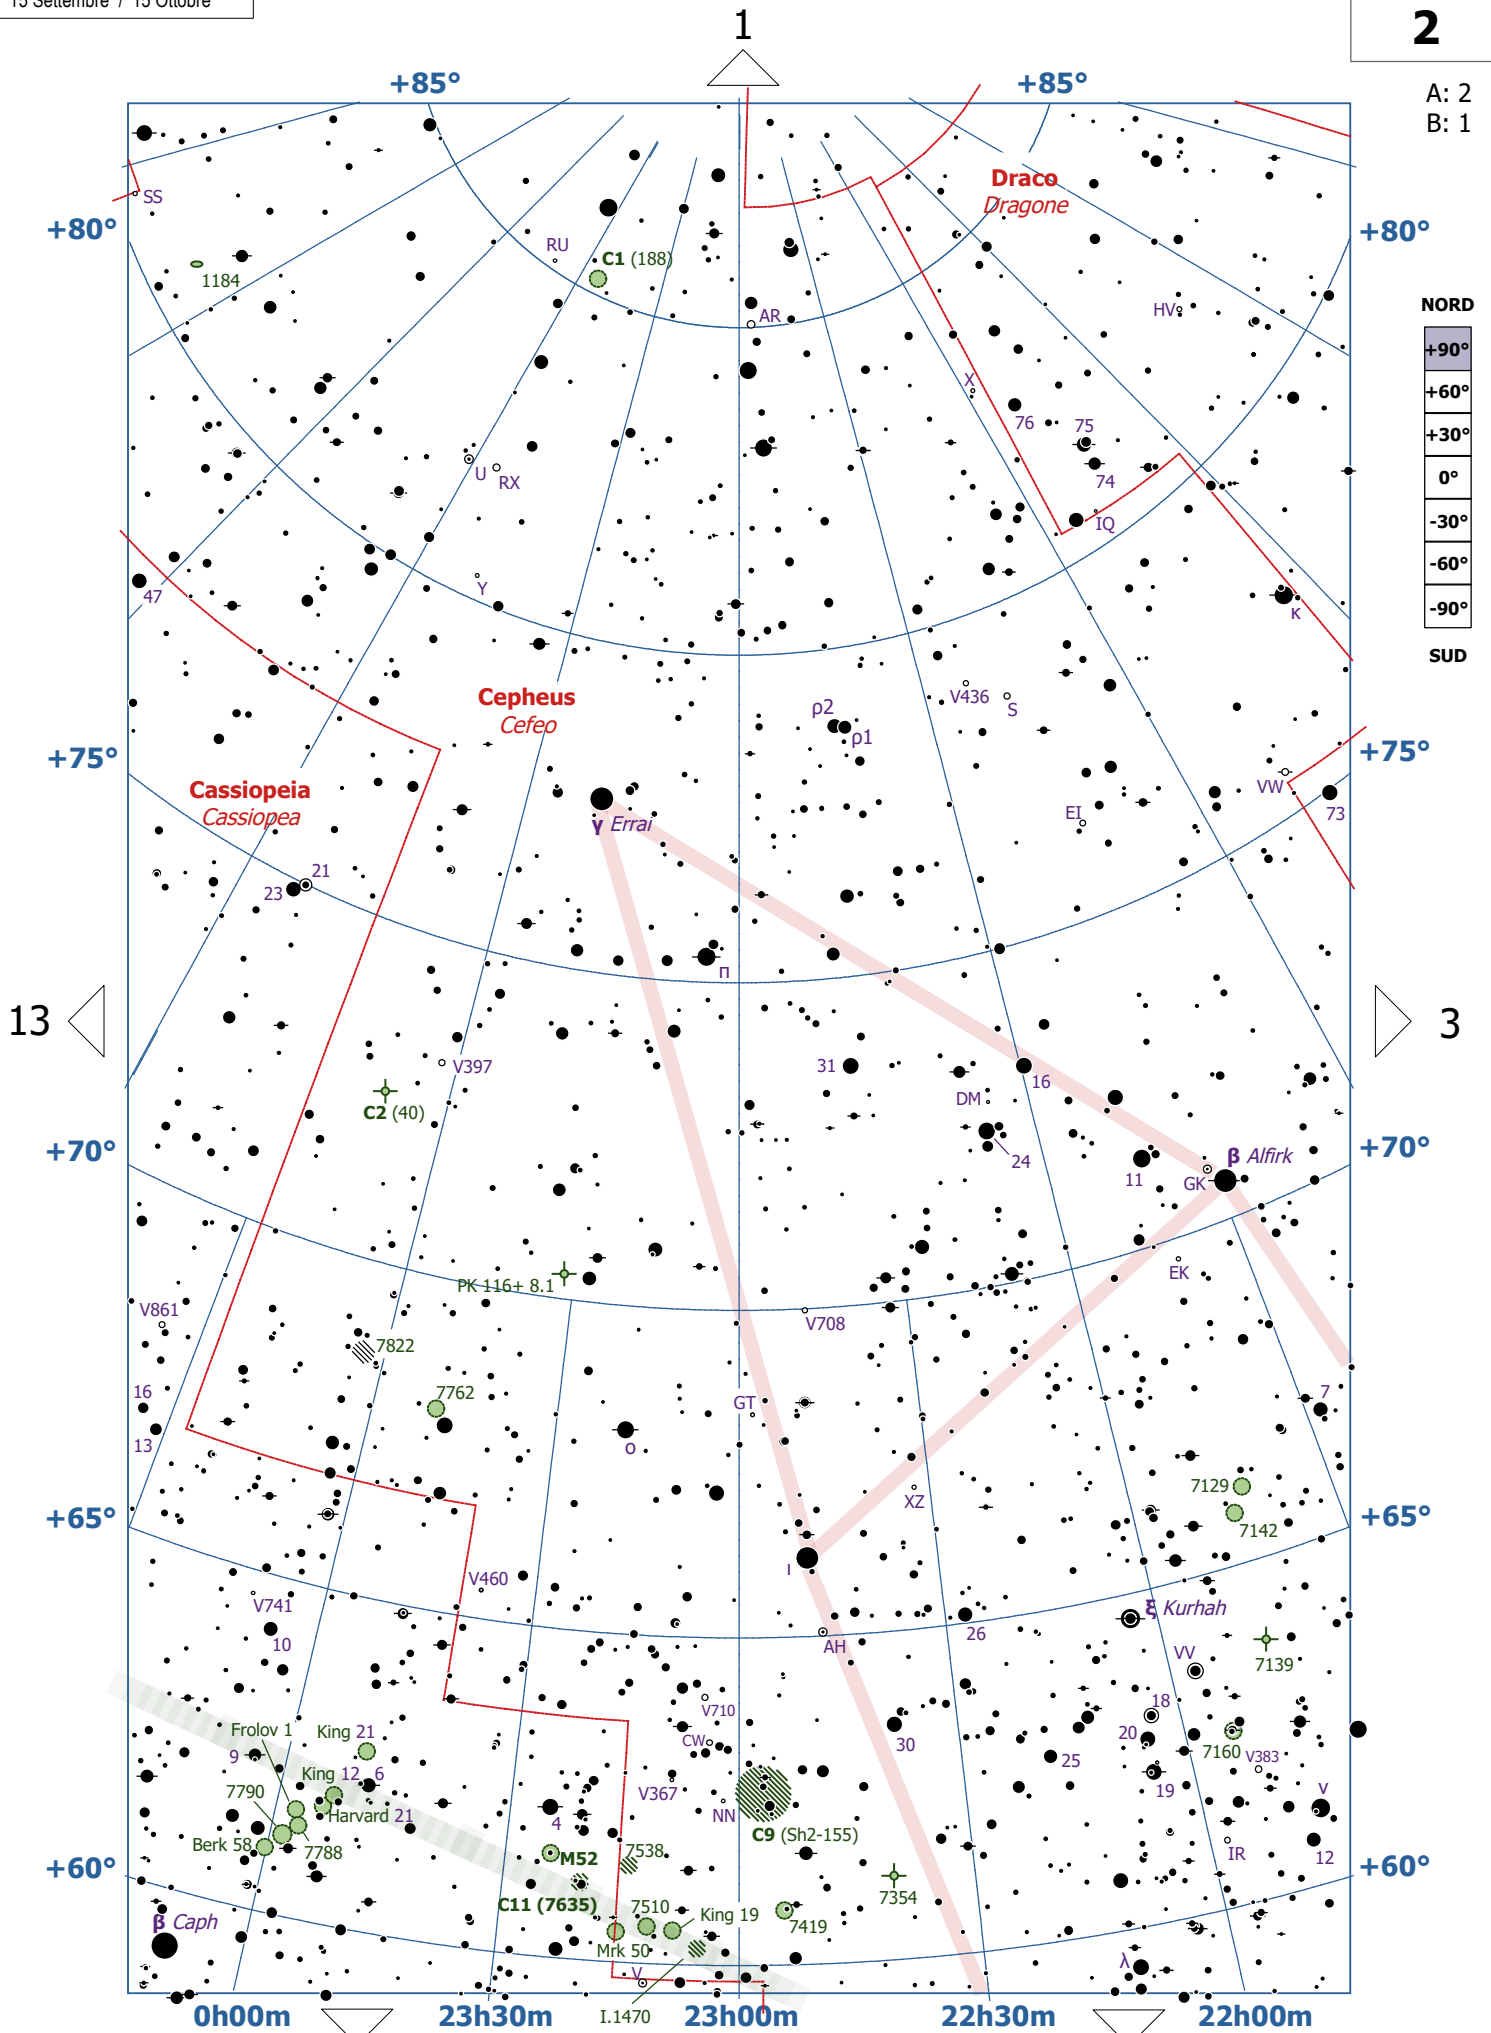 15 Settembre / 15 Ottobre
1
2
A: 2
B: 1
+85°
+85°
Draco
Dragone
SS
+80°
+80°
RU
C1 (188)
1184
AR
HV
NORD
+90°
+60°
+30°
0°
-30°
-60°
-90°
SUD
X
76
75
74
U
RX
IQ
Y
47
K
Cepheus
Cefeo
V436
S
ρ2
ρ1
+75°
+75°
Cassiopeia
Cassiopea
VW
73
EI
γ Errai
21
23
п
13
3
V397
31
16
C2 (40)
DM
+70°
+70°
24
11
β Alfirk
GK
PK 116+ 8.1
EK
V861
V708
7822
16
7762
GT
7
13
o
7129
XZ
7142
+65°
+65°
I
V460
V741
ξ Kurhah
10
AH
26
VV
7139
V710
18
Frolov 1
King 21
CW
30
20
7160
V383
9
25
King 12
6
V367
19
7790
NN
ν
Harvard 21
4
C9 (Sh2-155)
Berk 58
7788
M52
7538
IR
12
+60°
+60°
C11 (7635)
7354
7510
King 19
7419
β Caph
Mrk 50
V
λ
I.1470
0h00m
23h30m
23h00m
22h30m
22h00m